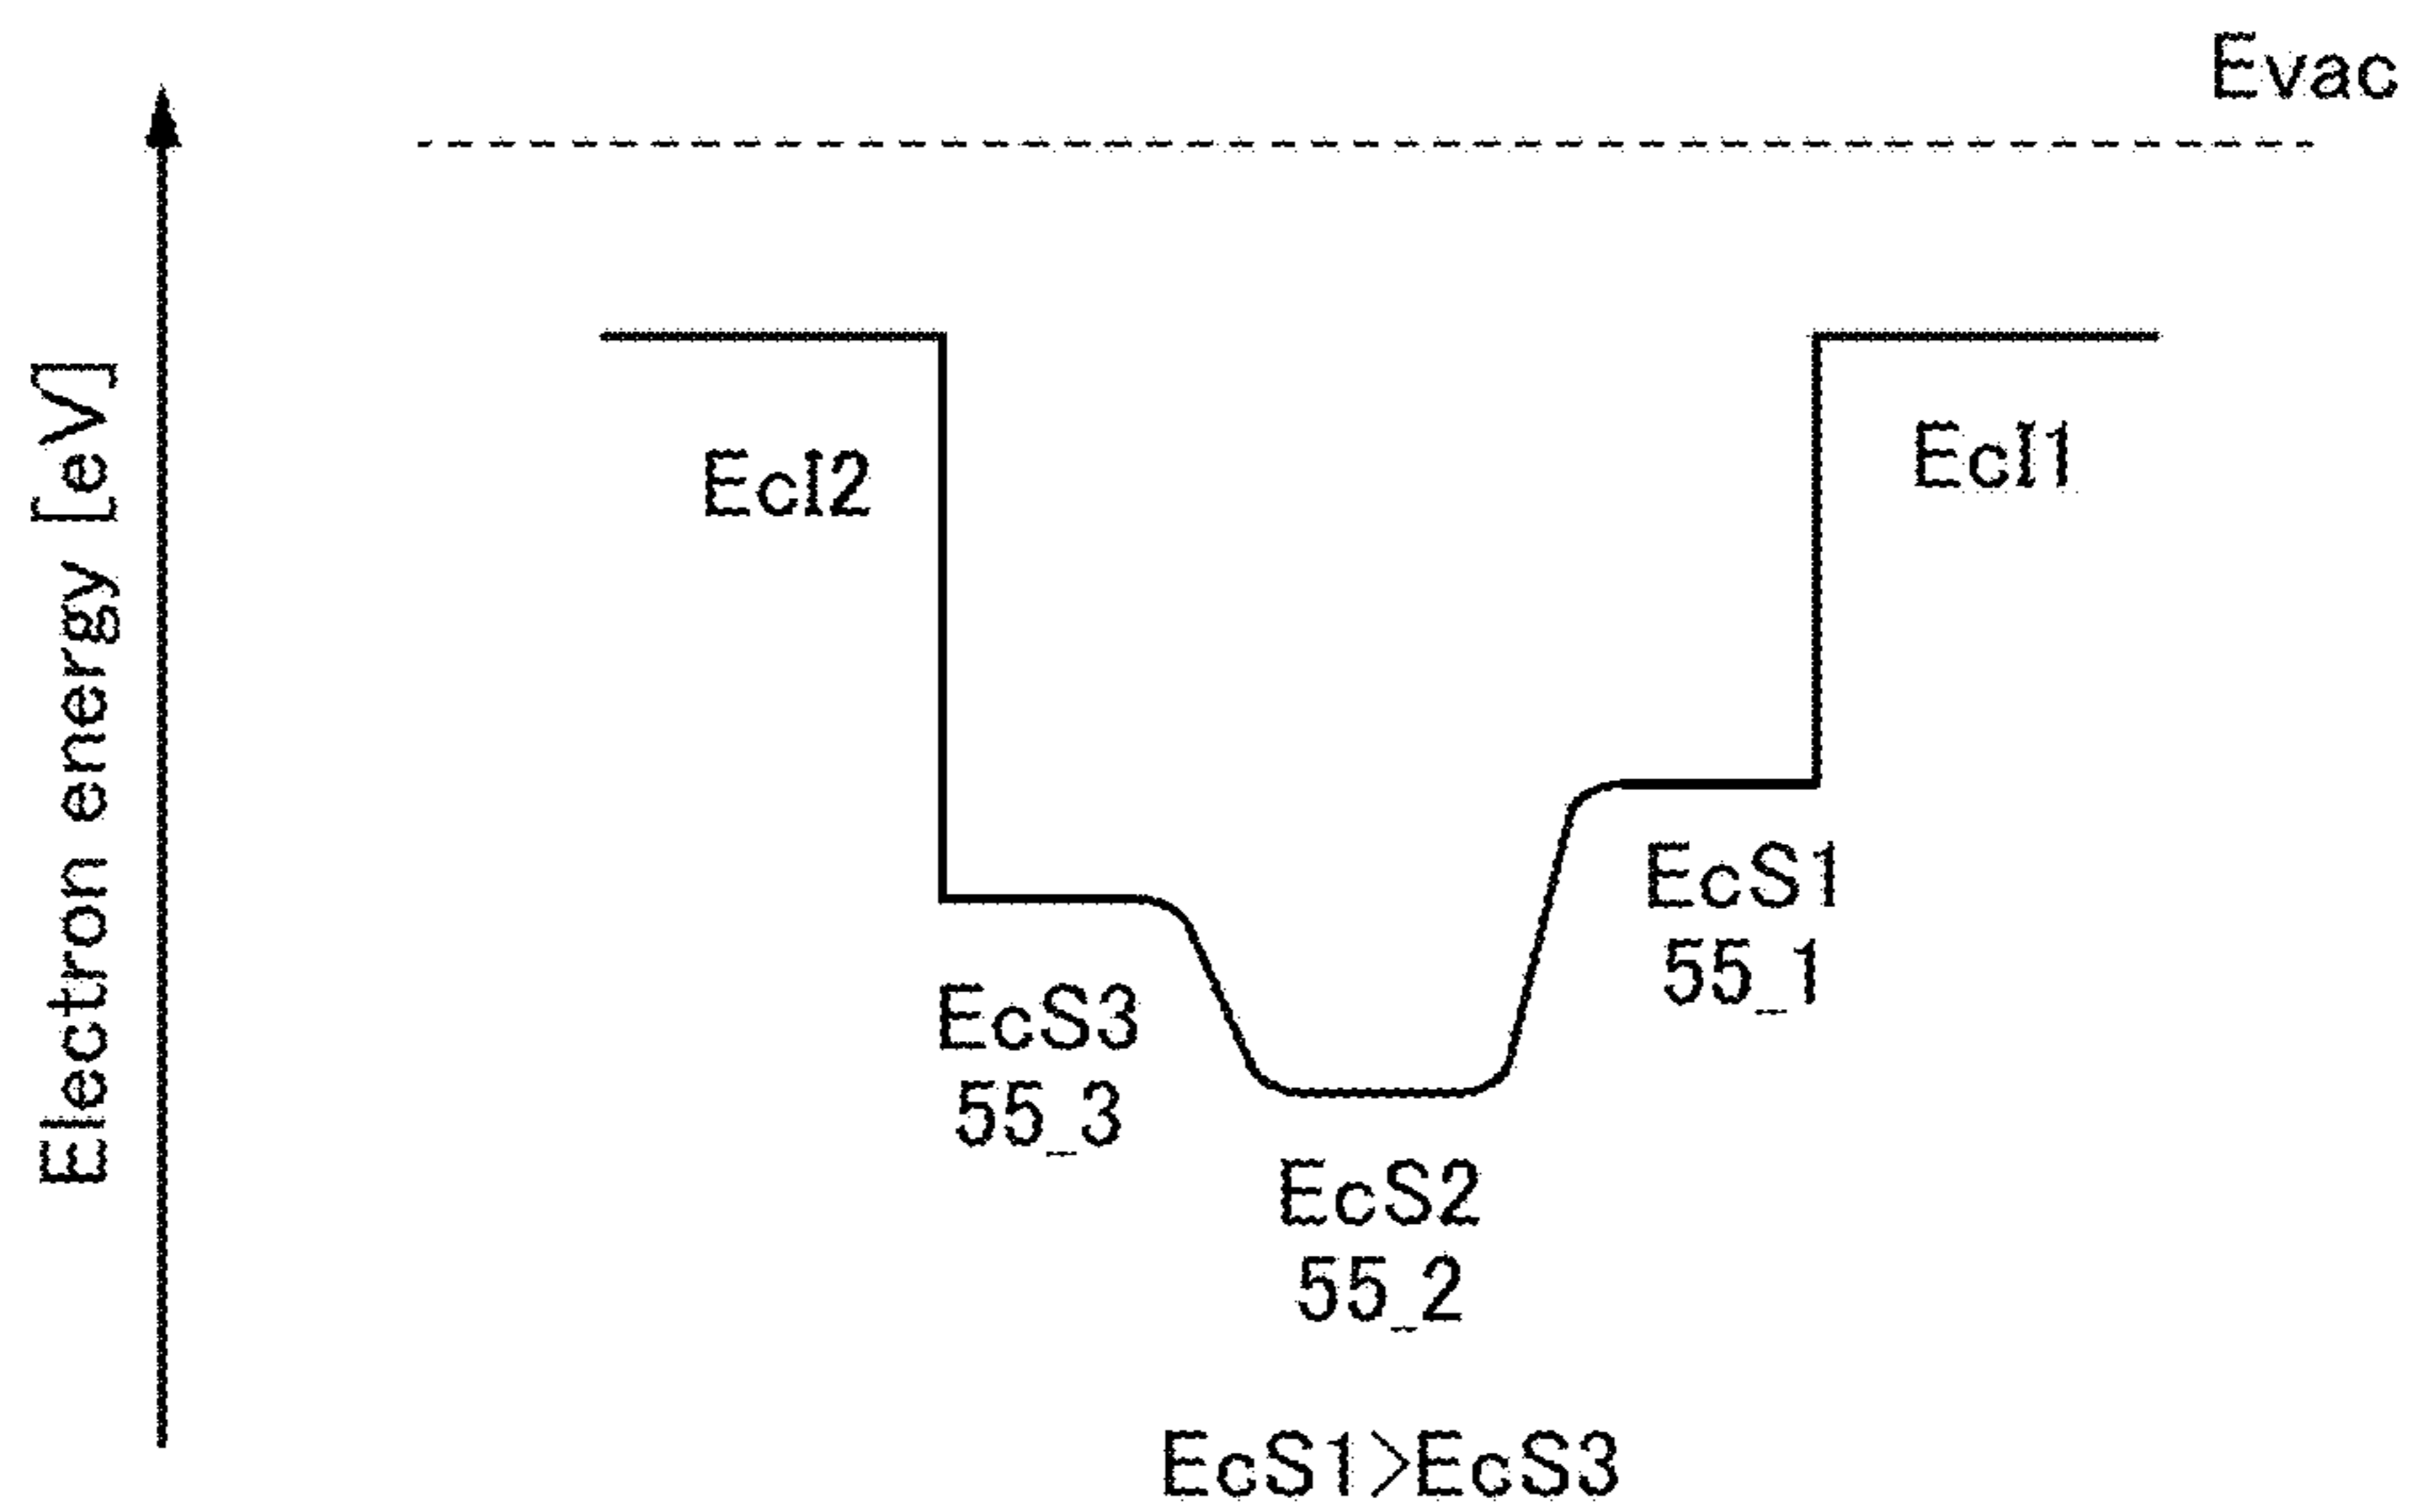 Evac
Electron energy [eV]
EcI2
EcI1
EcS1
55_1
EcS3
55_3
EcS2
55_2
EcS1>EcS3